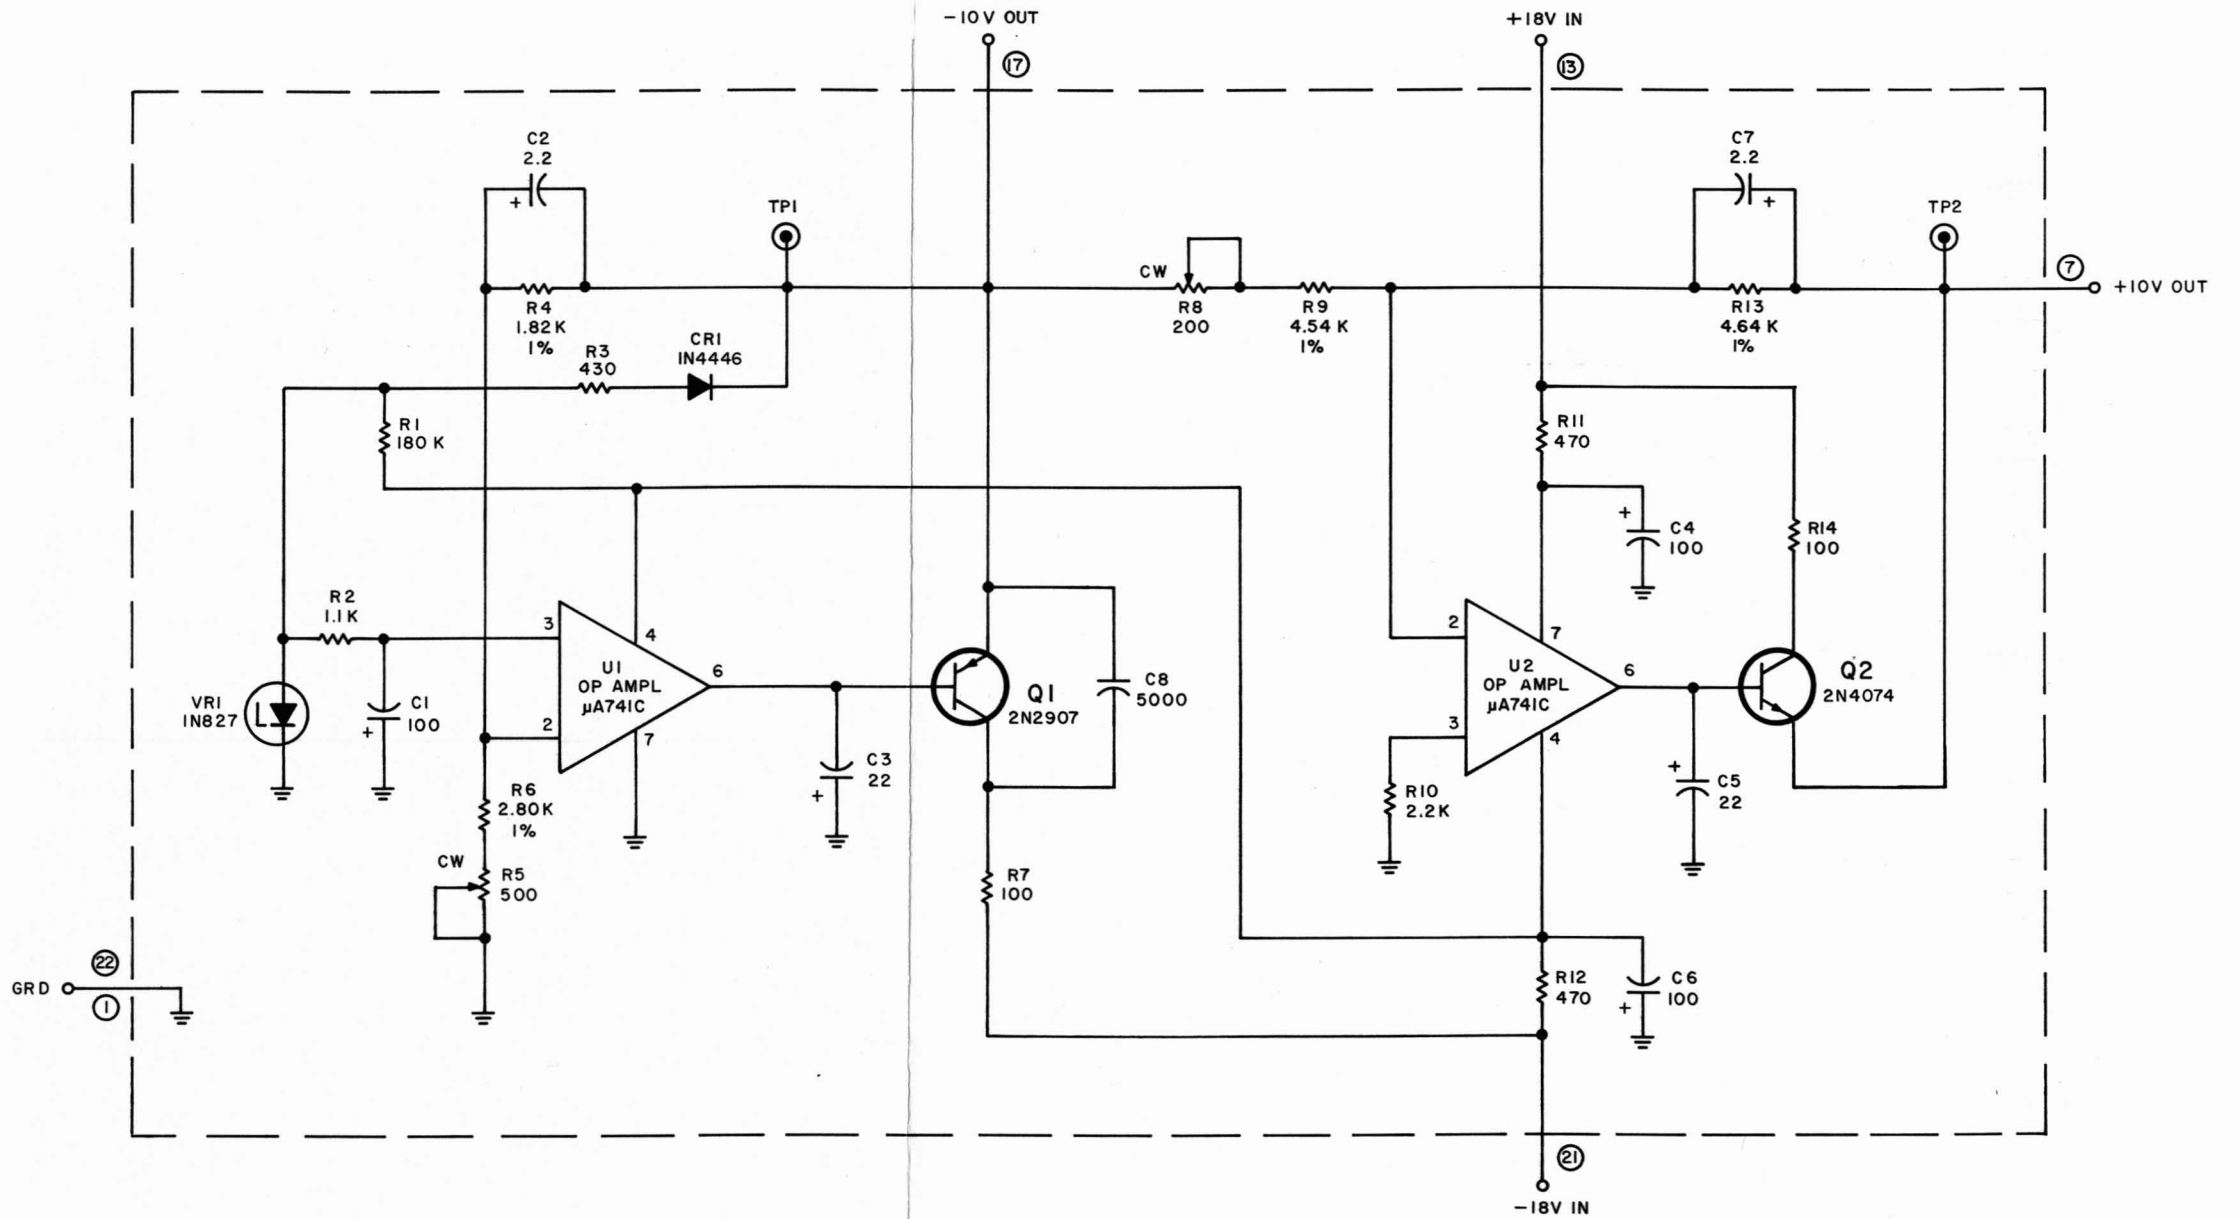 -10V OUT
+18V IN
17
13
C2
2.2
+
TP1
C7
2.2
+
TP2
7
+10V OUT
CW
R4
1.82K
1%
R8
200
R9
4.54 K
1%
R13
4.64 K
1%
R3
430
CR1
1N4446
R1
180 K
R11
470
+
C4
100
R14
100
R2
1.1K
3
4
U1
OP AMPL
µA741C
6
2
7
VR1
1N827
L
C1
100
+
Q1
2N2907
C8
5000
2
7
U2
OP AMPL
µA741C
6
3
4
Q2
2N4074
C3
22
+
R6
2.80K
1%
R10
2.2K
+
C5
22
CW
R5
500
R7
100
22
GRD
1
R12
470
C6
100
+
21
-18V IN